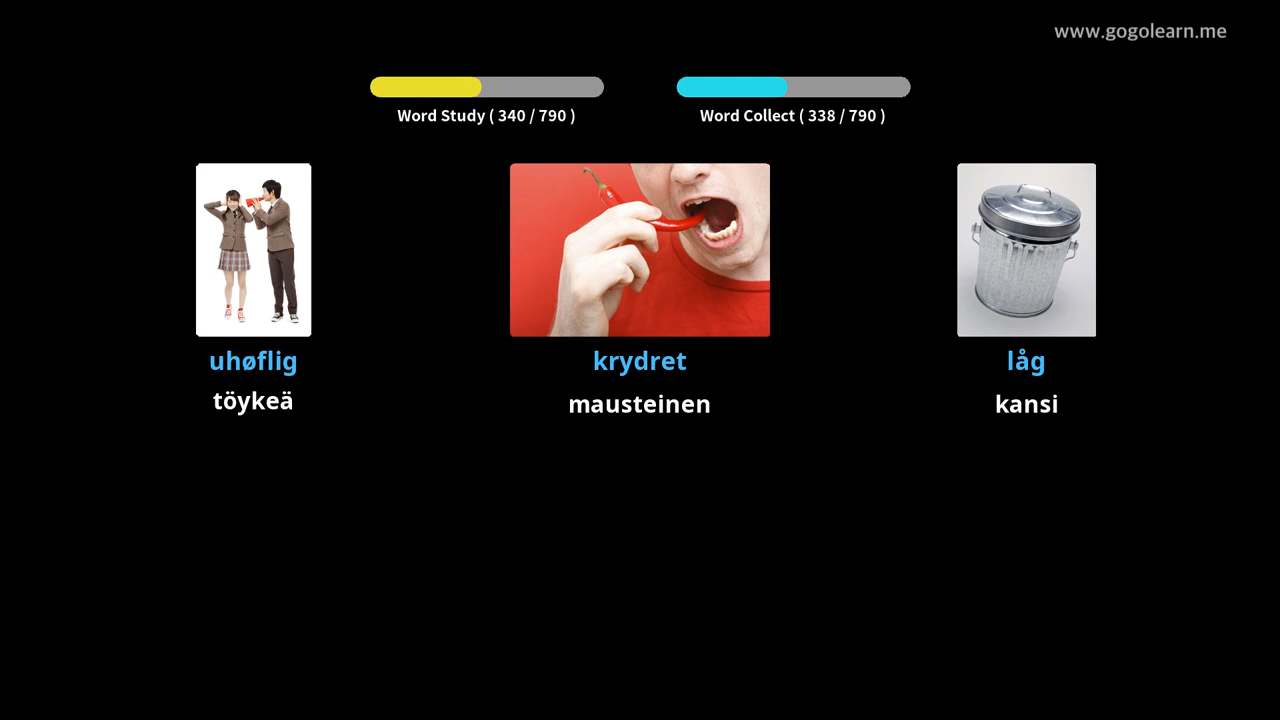 www.gogolearn.me
Word Study ( 340 / 790 )
Word Collect ( 338 / 790 )
uhøflig
krydret
låg
töykeä
mausteinen
kansi